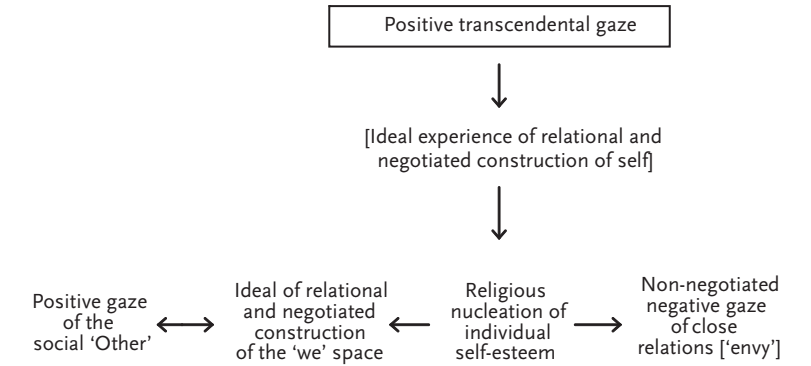 Positive transcendental gaze
[Ideal experience of relational and
negotiated construction of self]
Positive gaze
of the
social ‘Other’
Ideal of relational
and negotiated
construction
of the ‘we’ space
Religious
nucleation of
individual
self-esteem
Non-negotiated
negative gaze
of close
relations [‘envy’]